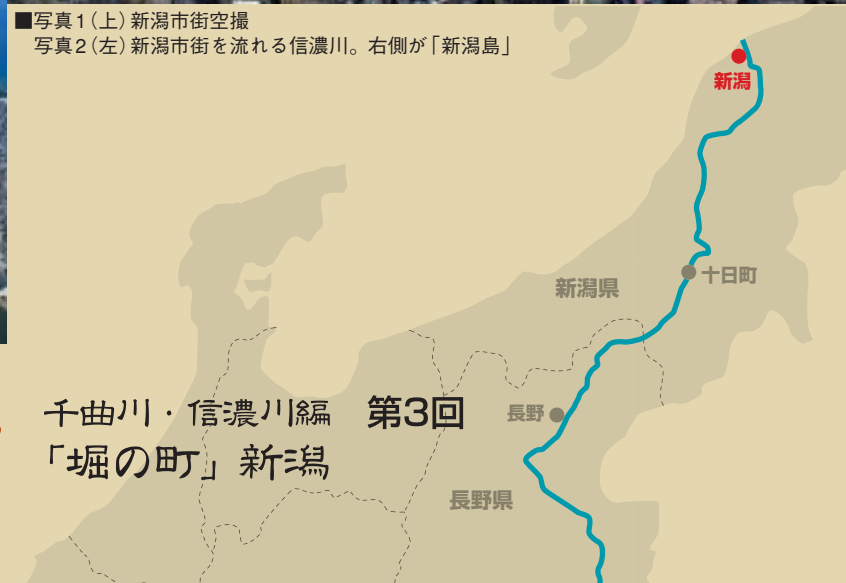 ■写真1（上）新潟市街空撮
写真2（左）新潟市街を流れる信濃川。右側が「新潟島」
新潟
十日町
新潟県
千曲川・信濃川編 第3回
「堀の町」新潟
長野
長野県